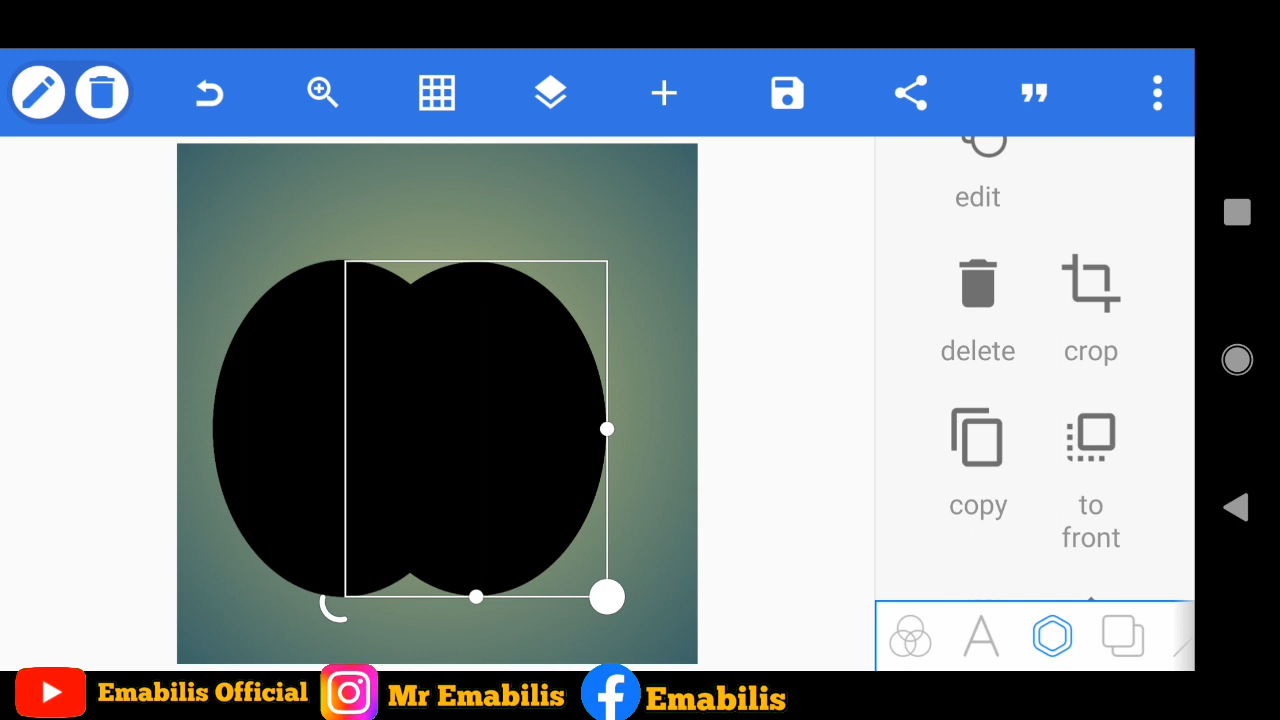 edit
delete
crop
copy
to
front
Emabilis Official
Mr Emabilis
Emabilis